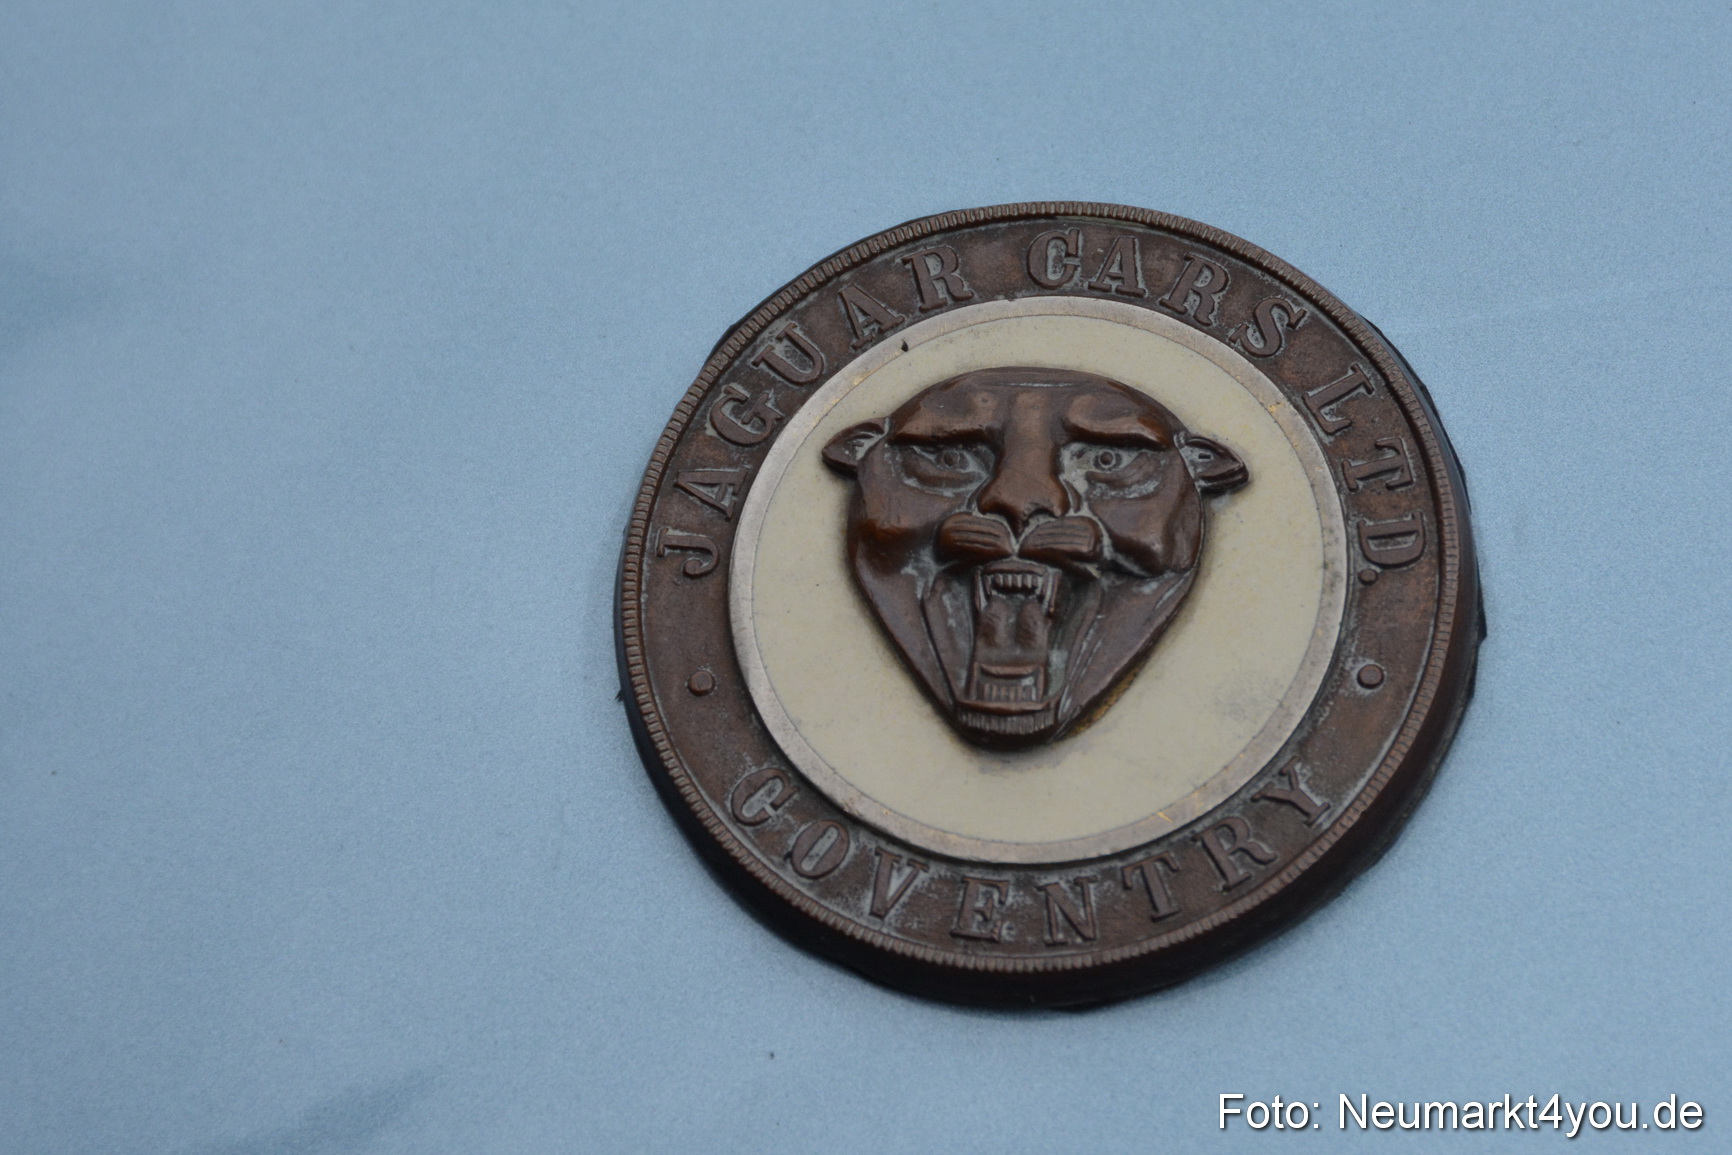 JAGUAR CARS LTD.
• COVENTRY •
Foto: Neumarkt4you.de